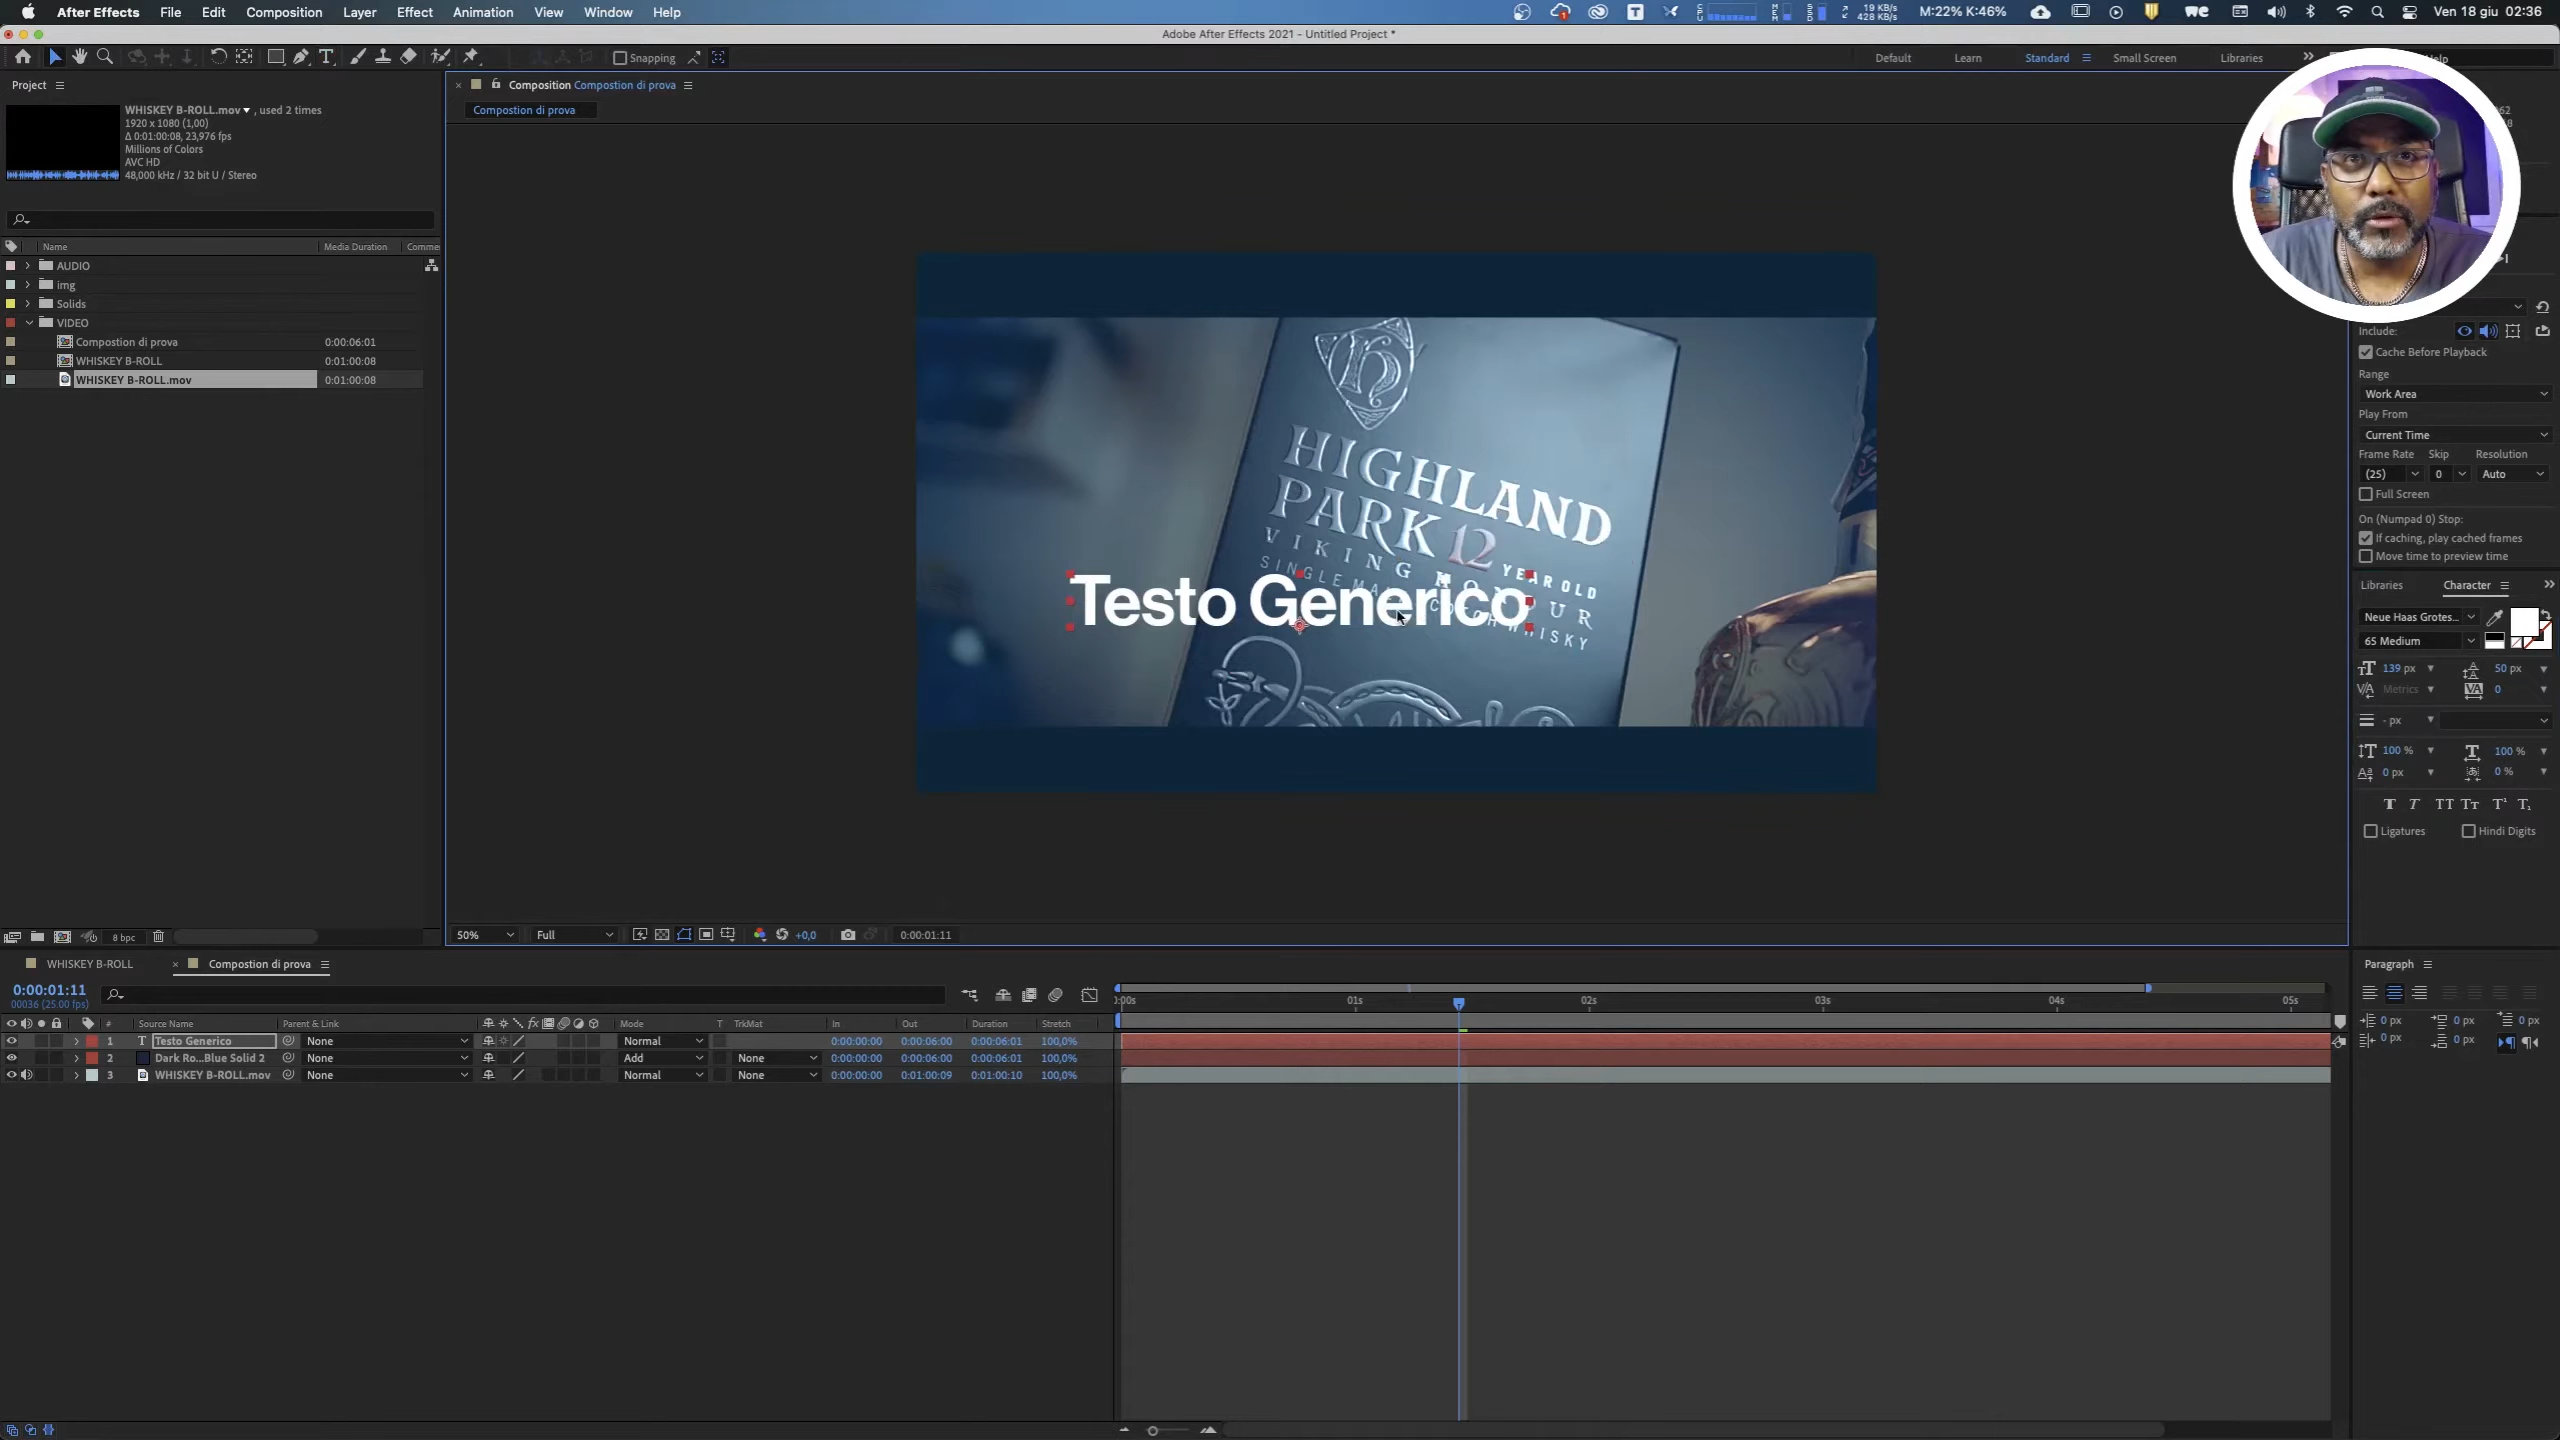 After Effects File Edit Composition Layer Effect Animation View Window Help
19 KB/s
428 KB/s
M:22% K:46%
Ven 18 giu 02:36
Adobe After Effects 2021 - Untitled Project *
Snapping
Default Learn Standard Small Screen Libraries
Project
WHISKEY B-ROLL.mov , used 2 times
1920 x 1080 (1,00)
Δ 0:01:00:08, 23,976 fps
Millions of Colors
AVC HD
48,000 kHz / 32 bit U / Stereo
Name Media Duration Comme
AUDIO
img
Solids
VIDEO
Compostion di prova 0:00:06:01
WHISKEY B-ROLL 0:01:00:08
WHISKEY B-ROLL.mov 0:01:00:08
8 bpc
Composition Compostion di prova
Compostion di prova
HIGHLAND
PARK 12
YEAR OLD
VIKING HONOUR
SINGLE MALT SCOTCH WHISKY
Testo Generico
50% Full +0,0 0:00:01:11
Include:
Cache Before Playback
Range
Work Area
Play From
Current Time
Frame Rate Skip Resolution
(25) 0 Auto
Full Screen
On (Numpad 0) Stop:
If caching, play cached frames
Move time to preview time
Libraries Character
Neue Haas Grotes...
65 Medium
139 px 50 px
Metrics 0
- px
100 % 100 %
0 px 0 %
Ligatures Hindi Digits
Paragraph
0 px 0 px 0 px
0 px 0 px
WHISKEY B-ROLL Compostion di prova
0:00:01:11
00036 (25.00 fps)
# Source Name Parent & Link Mode T TrkMat In Out Duration Stretch
1 T Testo Generico None Normal 0:00:00:00 0:00:06:00 0:00:06:01 100,0%
2 Dark Ro...Blue Solid 2 None Add None 0:00:00:00 0:00:06:00 0:00:06:01 100,0%
3 WHISKEY B-ROLL.mov None Normal None 0:00:00:00 0:01:00:09 0:01:00:10 100,0%
01s 02s 03s 04s 05s